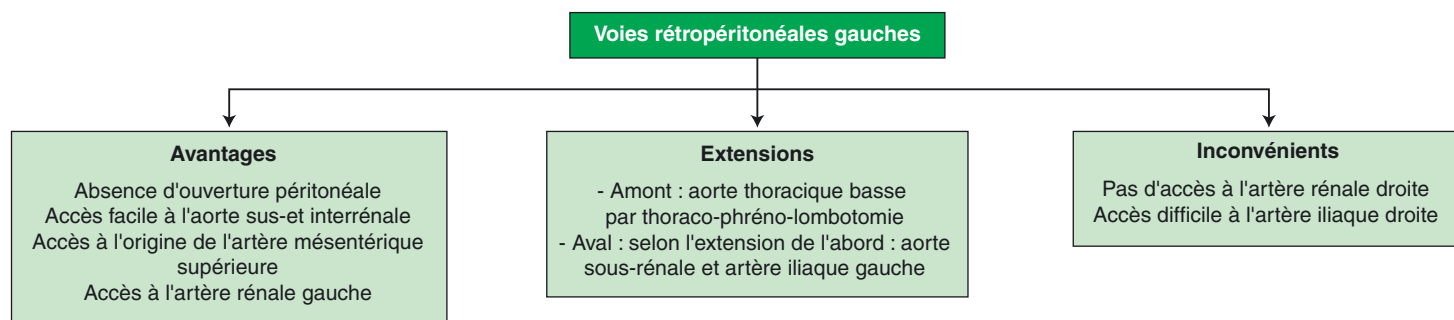 Voies rétropéritonéales gauches
Avantages
Absence d'ouverture péritonéale
Accès facile à l'aorte sus-et interrénale
Accès à l'origine de l'artère mésentérique
supérieure
Accès à l'artère rénale gauche
Extensions
- Amont : aorte thoracique basse
par thoraco-phréno-lombotomie
- Aval : selon l'extension de l'abord : aorte
sous-rénale et artère iliaque gauche
Inconvénients
Pas d'accès à l'artère rénale droite
Accès difficile à l'artère iliaque droite